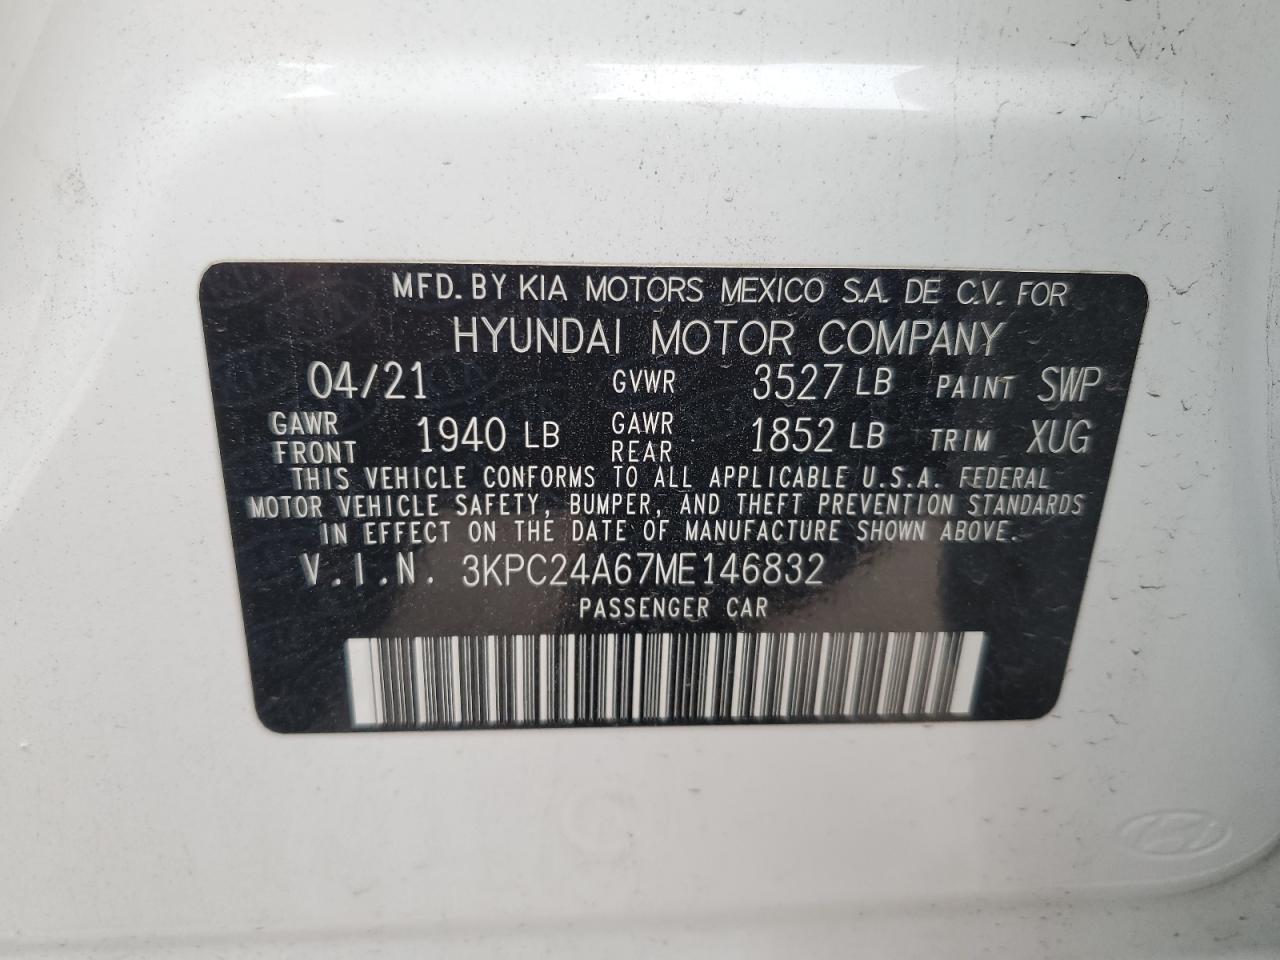 MFD. BY KIA MOTORS MEXICO S.A. DE C.V. FOR
HYUNDAI MOTOR COMPANY
04/21 GVWR 3527 LB PAINT SWP
GAWR FRONT 1940 LB GAWR REAR 1852 LB TRIM XUG
THIS VEHICLE CONFORMS TO ALL APPLICABLE U.S.A. FEDERAL
MOTOR VEHICLE SAFETY, BUMPER, AND THEFT PREVENTION STANDARDS
IN EFFECT ON THE DATE OF MANUFACTURE SHOWN ABOVE.
V.I.N. 3KPC24A67ME146832
PASSENGER CAR